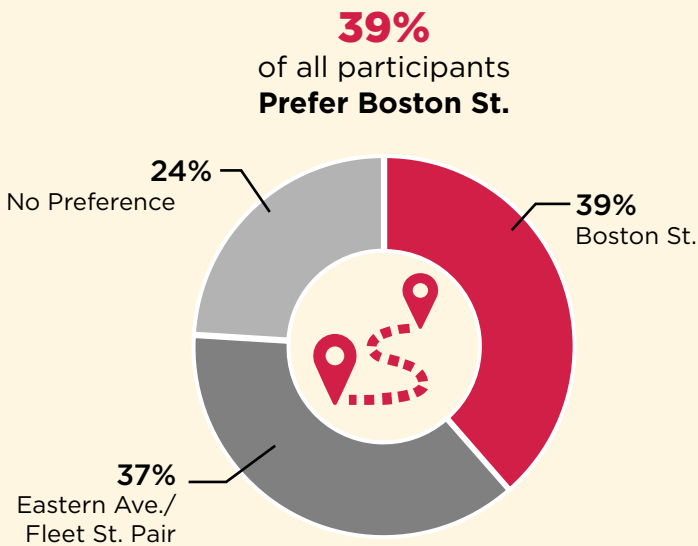 39%
of all participants
Prefer Boston St.
24%
No Preference
39%
Boston St.
37%
Eastern Ave./
Fleet St. Pair